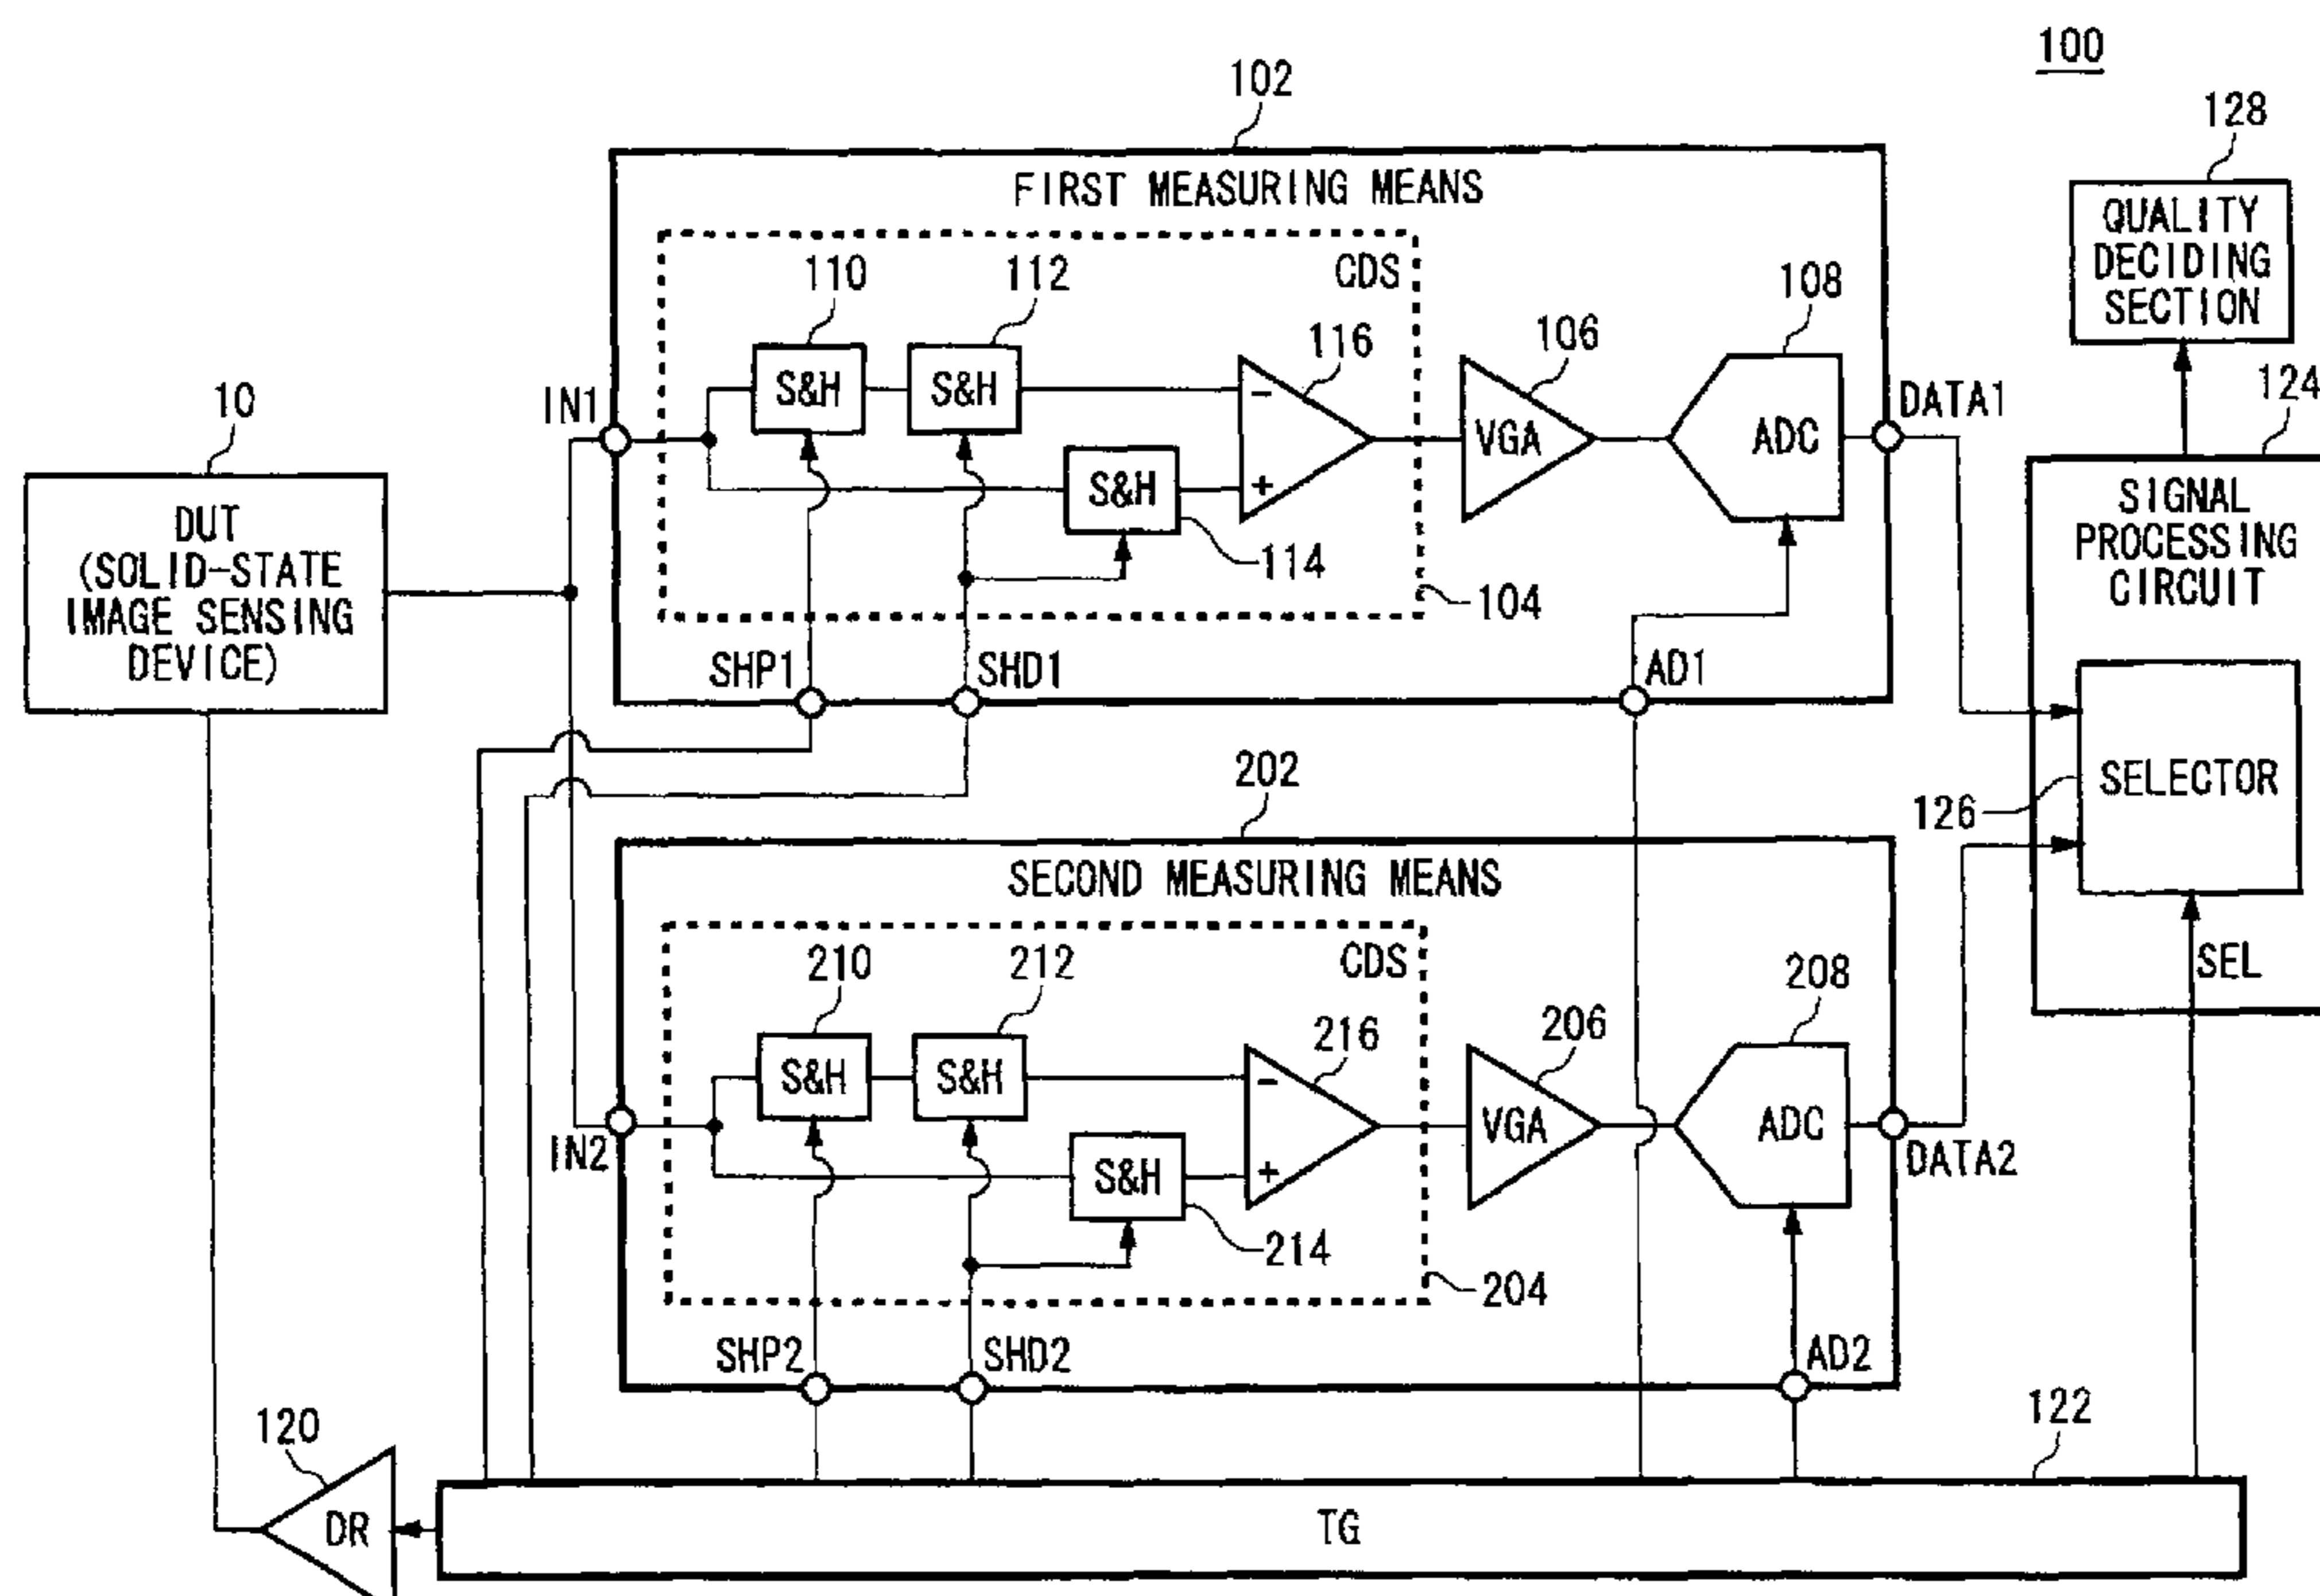 100
102
128
FIRST MEASURING MEANS
QUALITY
DECIDING
SECTION
CDS
110
112
108
116
106
124
10
IN1
S&H
S&H
−
VGA
ADC
DATA1
S&H
+
114
104
DUT
(SOLID-STATE
IMAGE SENSING
DEVICE)
SIGNAL
PROCESSING
CIRCUIT
SHP1
SHD1
AD1
202
126
SELECTOR
SECOND MEASURING MEANS
CDS
210
212
208
SEL
216
206
S&H
S&H
−
VGA
ADC
IN2
S&H
+
DATA2
214
204
SHP2
SHD2
AD2
120
122
DR
TG